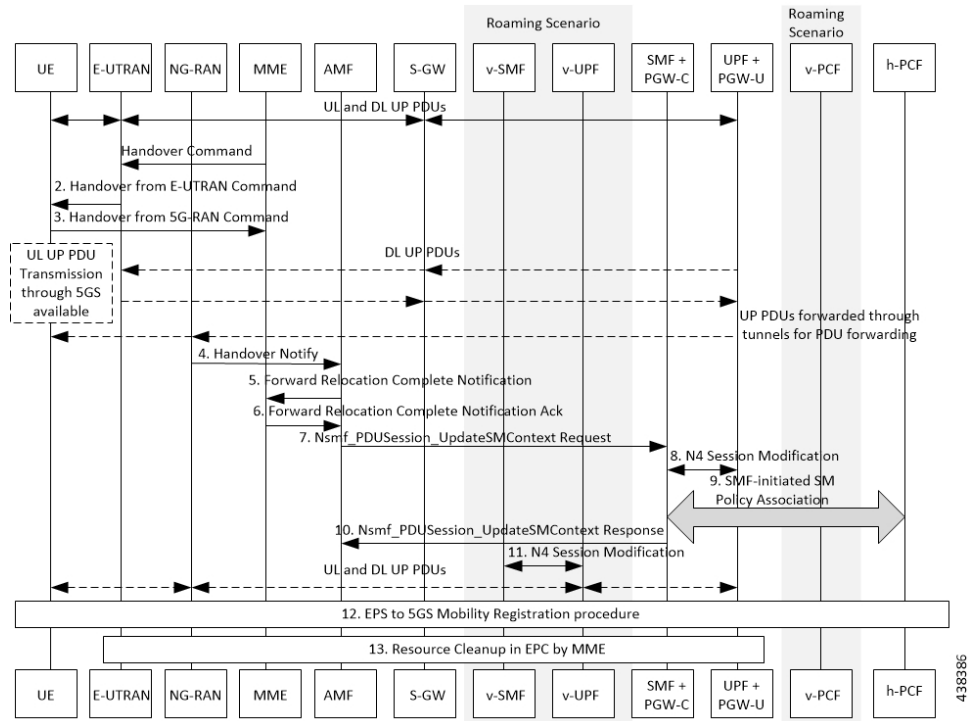 Roaming Scenario
Roaming
Scenario
UE
E-UTRAN
NG-RAN
MME
AMF
S-GW
v-SMF
v-UPF
SMF +
PGW-C
UPF +
PGW-U
v-PCF
h-PCF
UL and DL UP PDUs
Handover Command
2. Handover from E-UTRAN Command
3. Handover from 5G-RAN Command
UL UP PDU
Transmission
through 5GS
available
DL UP PDUs
UP PDUs forwarded through
tunnels for PDU forwarding
4. Handover Notify
5. Forward Relocation Complete Notification
6. Forward Relocation Complete Notification Ack
7. Nsmf_PDUSession_UpdateSMContext Request
8. N4 Session Modification
9. SMF-initiated SM
Policy Association
10. Nsmf_PDUSession_UpdateSMContext Response
11. N4 Session Modification
UL and DL UP PDUs
12. EPS to 5GS Mobility Registration procedure
13. Resource Cleanup in EPC by MME
UE
E-UTRAN
NG-RAN
MME
AMF
S-GW
v-SMF
v-UPF
SMF +
PGW-C
UPF +
PGW-U
v-PCF
h-PCF
438386